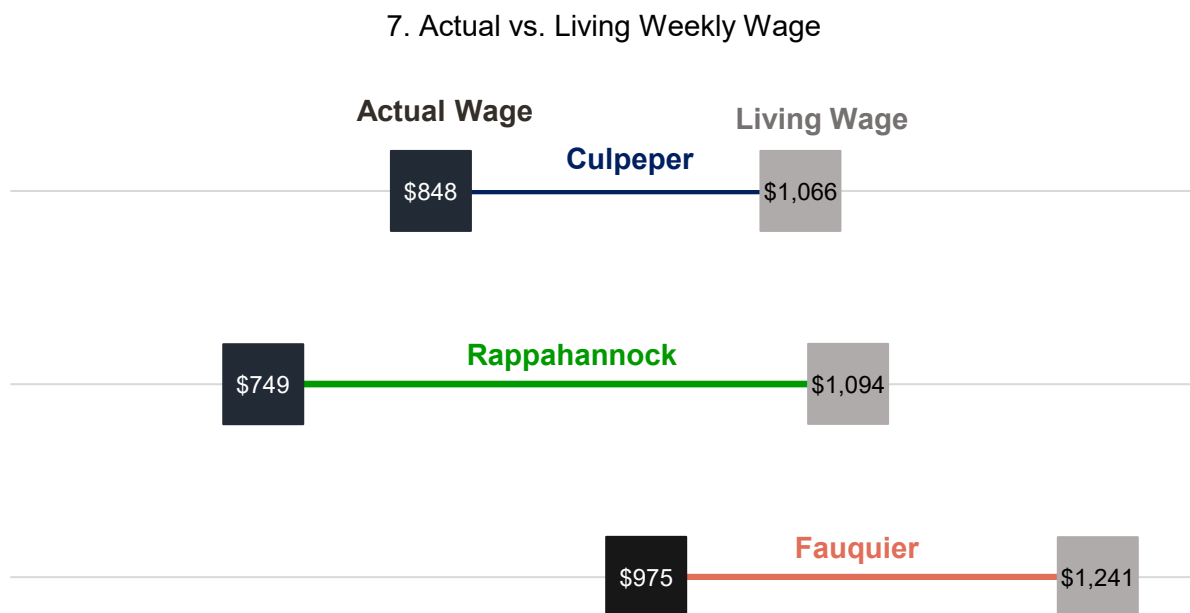 7. Actual vs. Living Weekly Wage
Actual Wage
Living Wage
Culpeper
$848
$1,066
Rappahannock
$749
$1,094
Fauquier
$975
$1,241